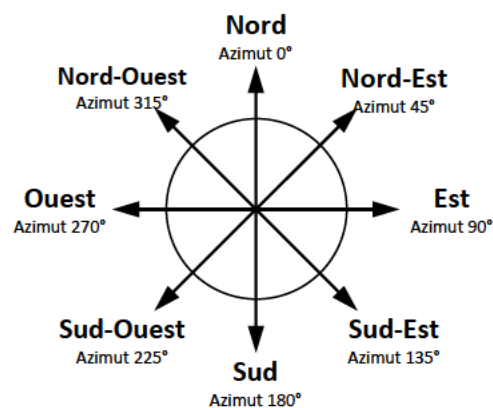 Nord
Azimut 0°
Nord-Ouest
Azimut 315°
Nord-Est
Azimut 45°
Ouest
Azimut 270°
Est
Azimut 90°
Sud-Ouest
Azimut 225°
Sud-Est
Azimut 135°
Sud
Azimut 180°